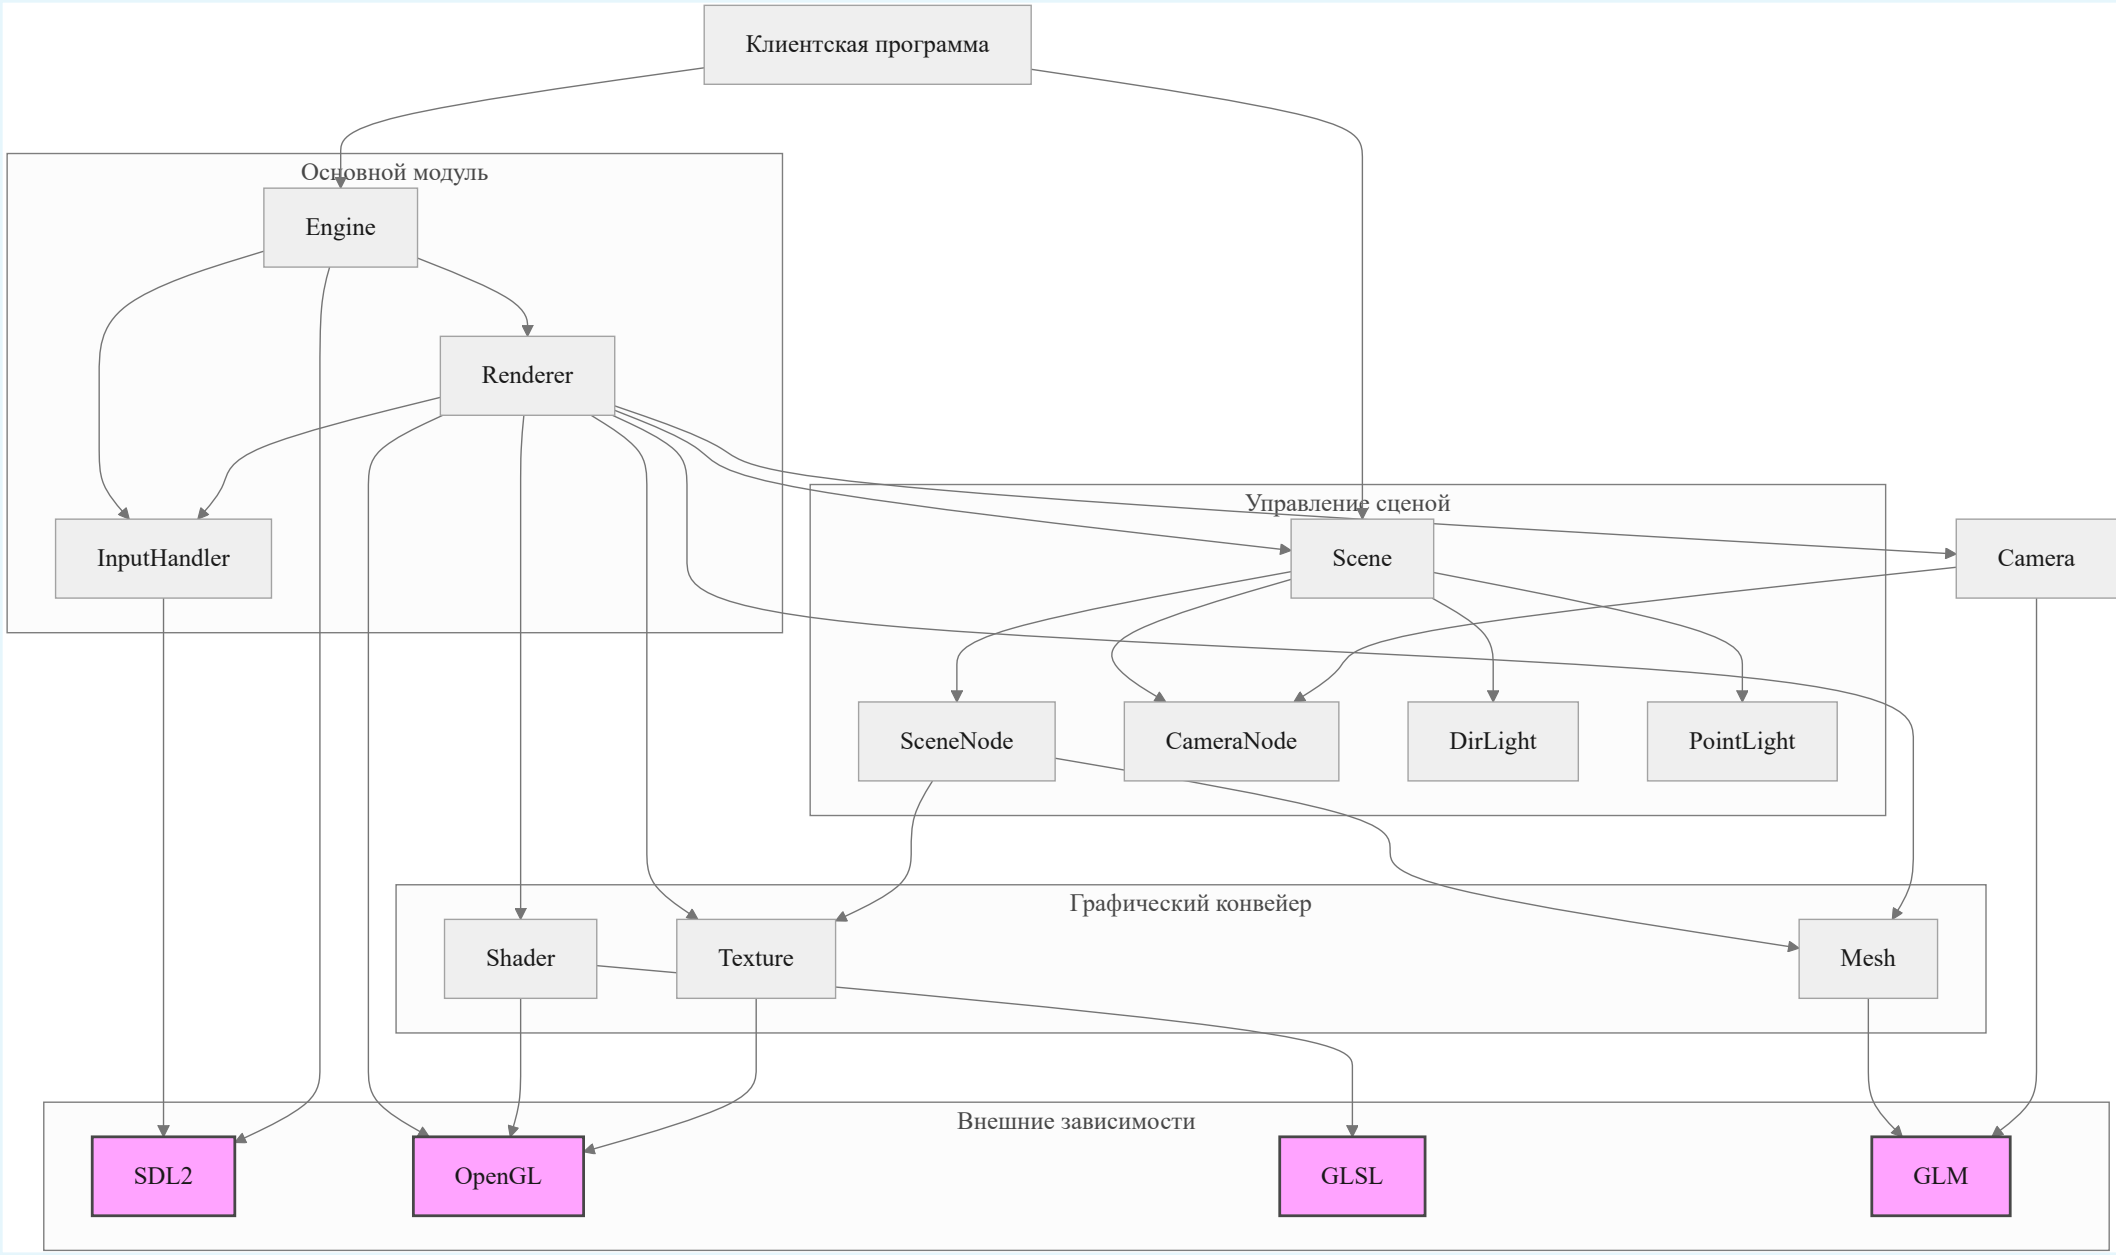 Клиентская программа
Основной модуль
Engine
Renderer
InputHandler
Управление сценой
Scene
Camera
SceneNode
CameraNode
DirLight
PointLight
Графический конвейер
Shader
Texture
Mesh
Внешние зависимости
SDL2
OpenGL
GLSL
GLM